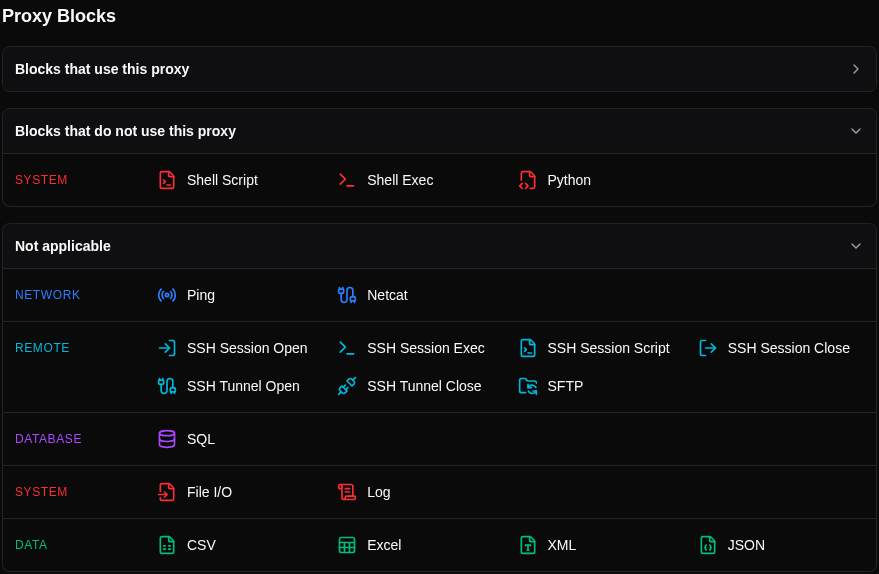 Proxy Blocks
Blocks that use this proxy
Blocks that do not use this proxy
SYSTEM Shell Script Shell Exec Python
Not applicable
NETWORK Ping Netcat
REMOTE SSH Session Open SSH Session Exec SSH Session Script SSH Session Close
SSH Tunnel Open SSH Tunnel Close SFTP
DATABASE SQL
SYSTEM File I/O Log
DATA CSV Excel XML JSON